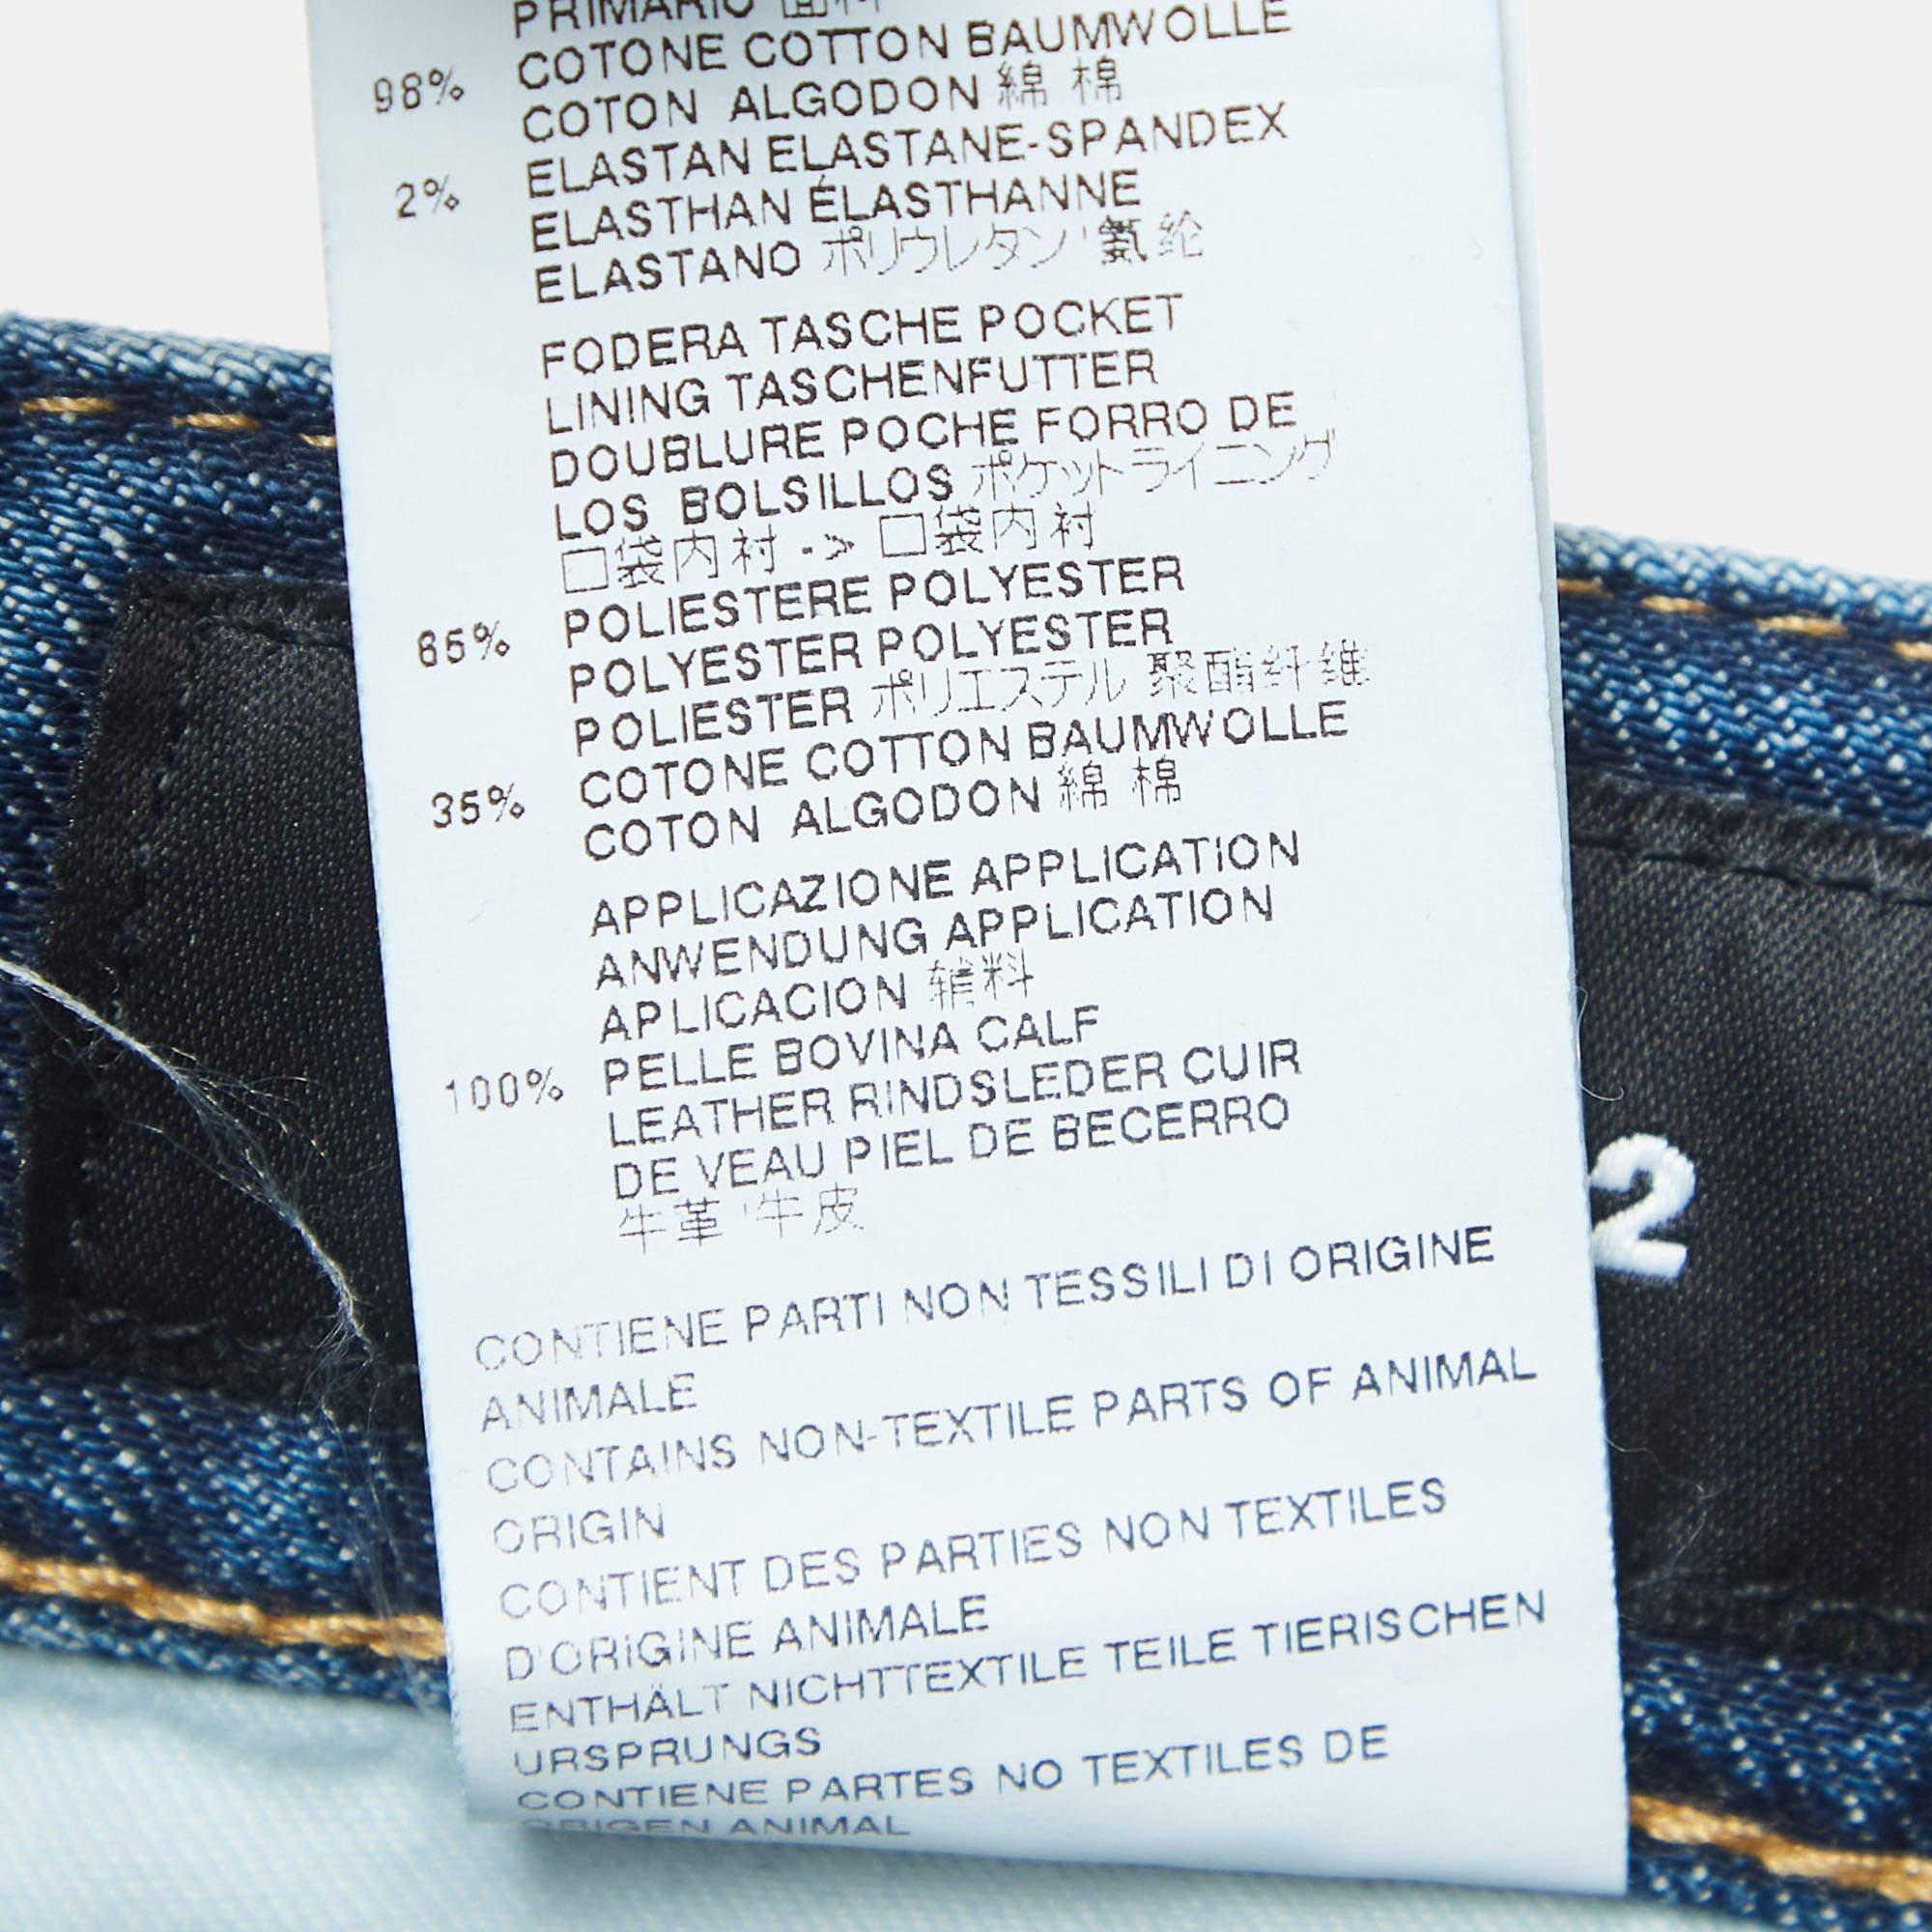 PRIMARIO 面料
98% COTONE COTTON BAUMWOLLE
COTON ALGODON 綿 棉
2% ELASTAN ELASTANE-SPANDEX
ELASTHAN ÉLASTHANNE
ELASTANO ポリウレタン' 氨纶
FODERA TASCHE POCKET
LINING TASCHENFUTTER
DOUBLURE POCHE FORRO DE
LOS BOLSILLOS ポケットライニング
口袋内衬 -> 口袋内衬
65% POLIESTERE POLYESTER
POLYESTER POLYESTER
POLIESTER ポリエステル 聚酯纤维
35% COTONE COTTON BAUMWOLLE
COTON ALGODON 綿 棉
APPLICAZIONE APPLICATION
ANWENDUNG APPLICATION
APLICACION 辅料
100% PELLE BOVINA CALF
LEATHER RINDSLEDER CUIR
DE VEAU PIEL DE BECERRO
牛革 '牛皮
CONTIENE PARTI NON TESSILI DI ORIGINE
ANIMALE
CONTAINS NON-TEXTILE PARTS OF ANIMAL
ORIGIN
CONTIENT DES PARTIES NON TEXTILES
D'ORIGINE ANIMALE
ENTHÄLT NICHTTEXTILE TEILE TIERISCHEN
URSPRUNGS
CONTIENE PARTES NO TEXTILES DE
ORIGEN ANIMAL
2